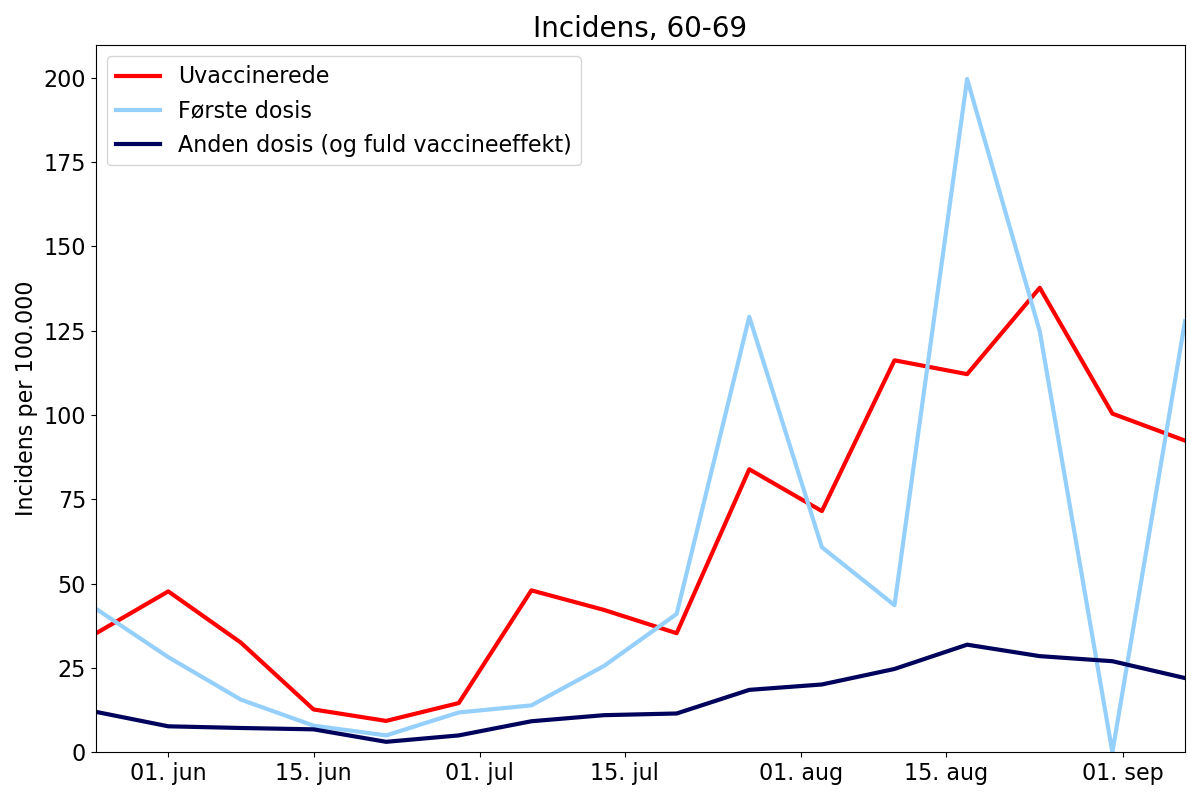 Incidens, 60-69
Uvaccinerede
Første dosis
Anden dosis (og fuld vaccineeffekt)
Incidens per 100.000
200
175
150
125
100
75
50
25
0
01. jun
15. jun
01. jul
15. jul
01. aug
15. aug
01. sep